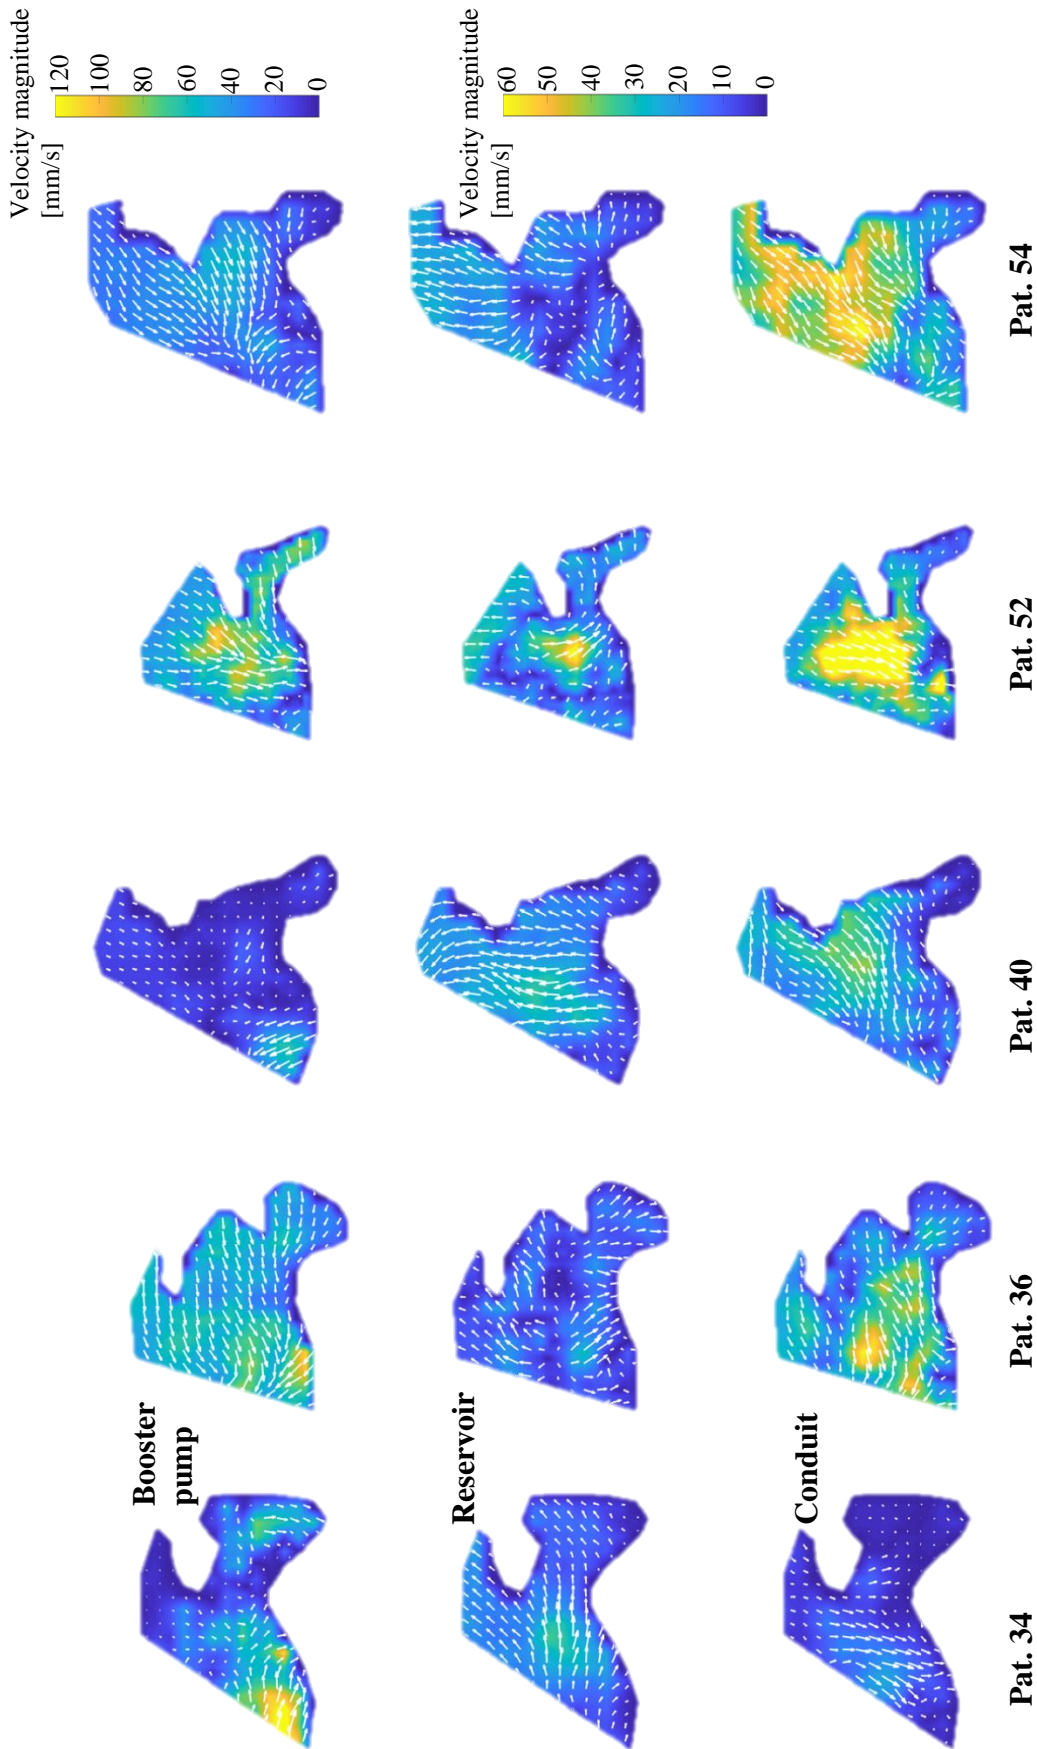 Velocity magnitude
[mm/s]
120
100
80
60
40
20
0
Velocity magnitude
[mm/s]
60
50
40
30
20
10
0
Booster
pump
Reservoir
Conduit
Pat. 34
Pat. 36
Pat. 40
Pat. 52
Pat. 54